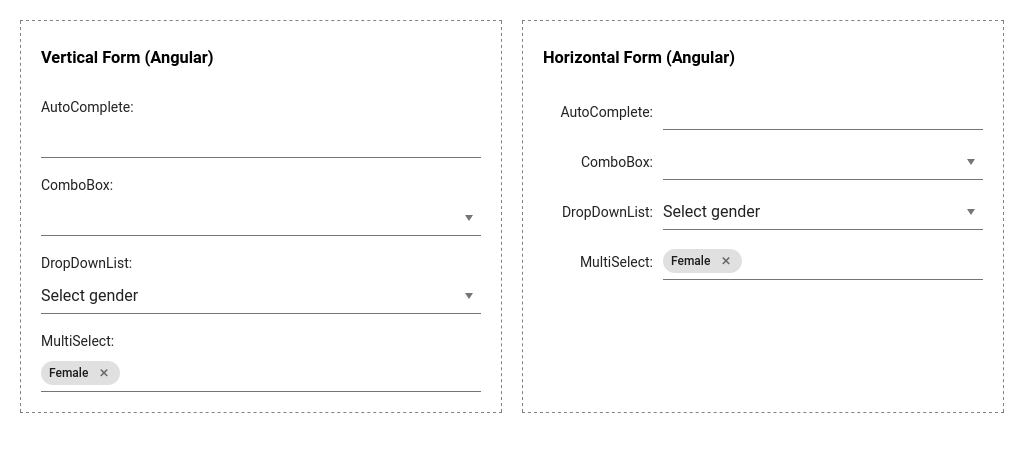 Vertical Form (Angular)
AutoComplete:
ComboBox:
DropDownList:
Select gender
MultiSelect:
Female
Horizontal Form (Angular)
AutoComplete:
ComboBox:
DropDownList: Select gender
MultiSelect: Female